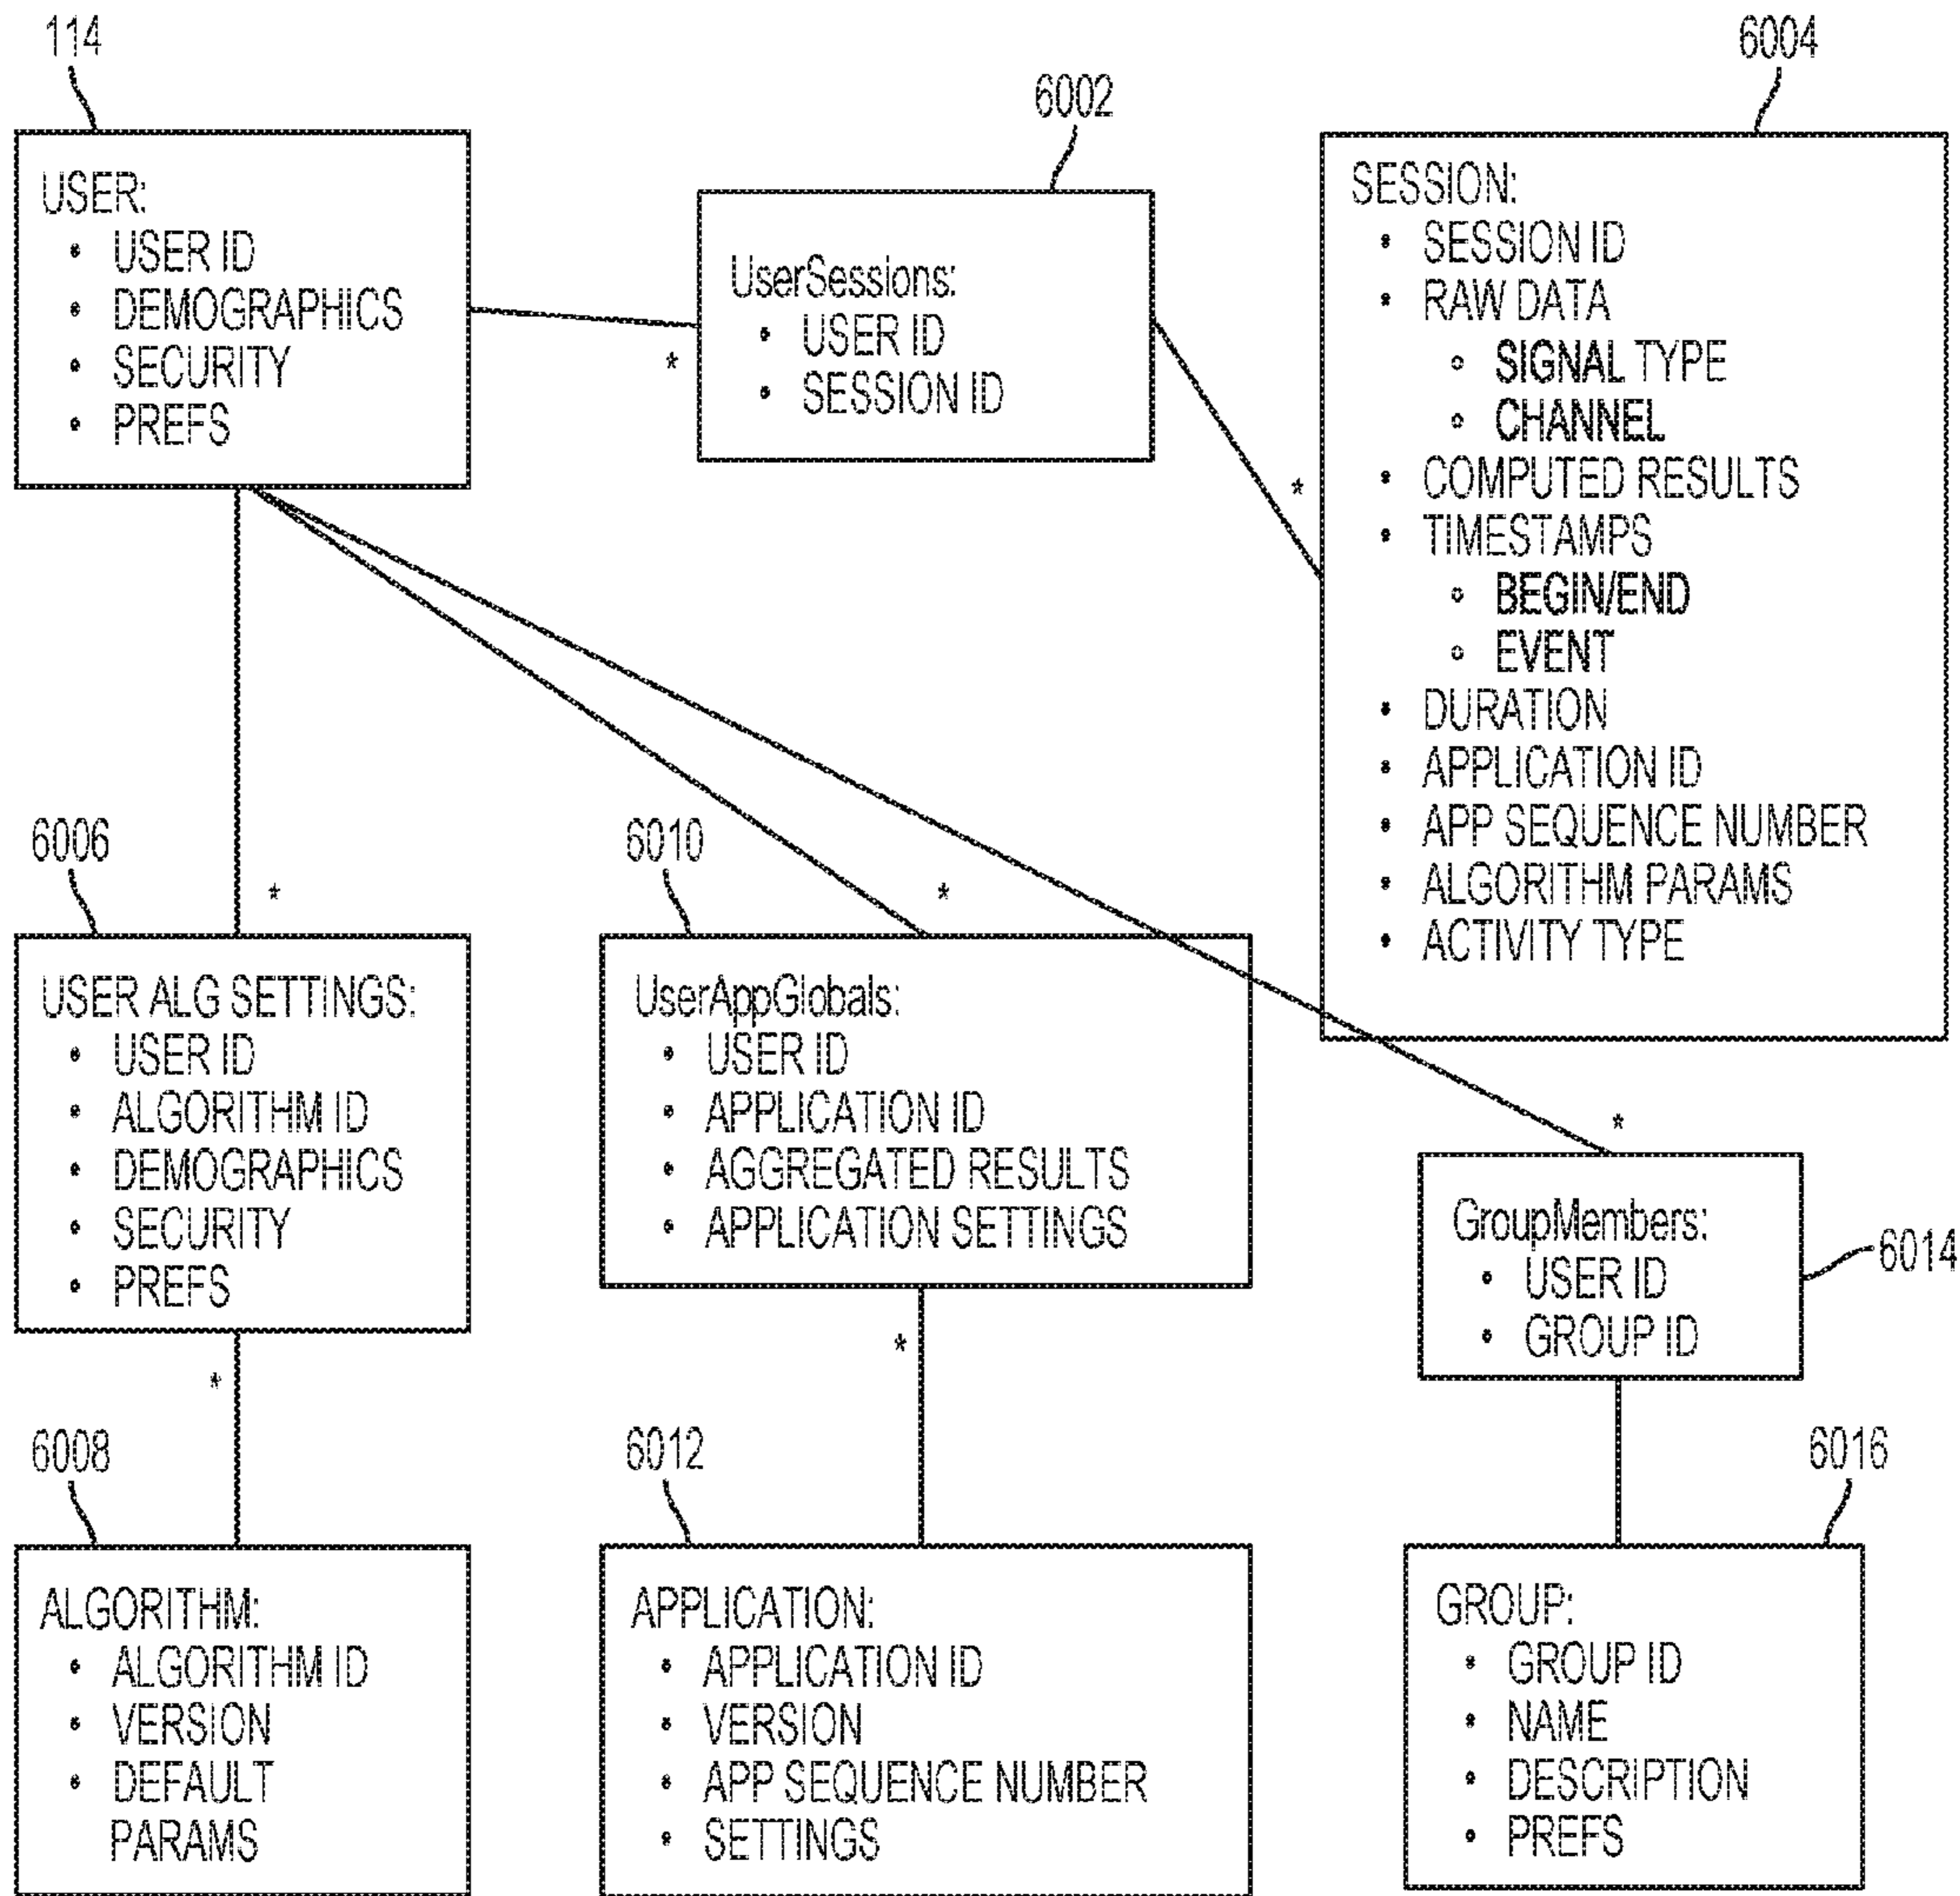 114
USER:
• USER ID
• DEMOGRAPHICS
• SECURITY
• PREFS
6002
UserSessions:
• USER ID
• SESSION ID
*
6004
SESSION:
• SESSION ID
• RAW DATA
◦ SIGNAL TYPE
◦ CHANNEL
• COMPUTED RESULTS
• TIMESTAMPS
◦ BEGIN/END
◦ EVENT
• DURATION
• APPLICATION ID
• APP SEQUENCE NUMBER
• ALGORITHM PARAMS
• ACTIVITY TYPE
*
6006
*
USER ALG SETTINGS:
• USER ID
• ALGORITHM ID
• DEMOGRAPHICS
• SECURITY
• PREFS
*
6010
*
UserAppGlobals:
• USER ID
• APPLICATION ID
• AGGREGATED RESULTS
• APPLICATION SETTINGS
*
*
GroupMembers:
• USER ID
• GROUP ID
6014
6008
ALGORITHM:
• ALGORITHM ID
• VERSION
• DEFAULT
PARAMS
6012
APPLICATION:
• APPLICATION ID
• VERSION
• APP SEQUENCE NUMBER
• SETTINGS
6016
GROUP:
• GROUP ID
• NAME
• DESCRIPTION
• PREFS